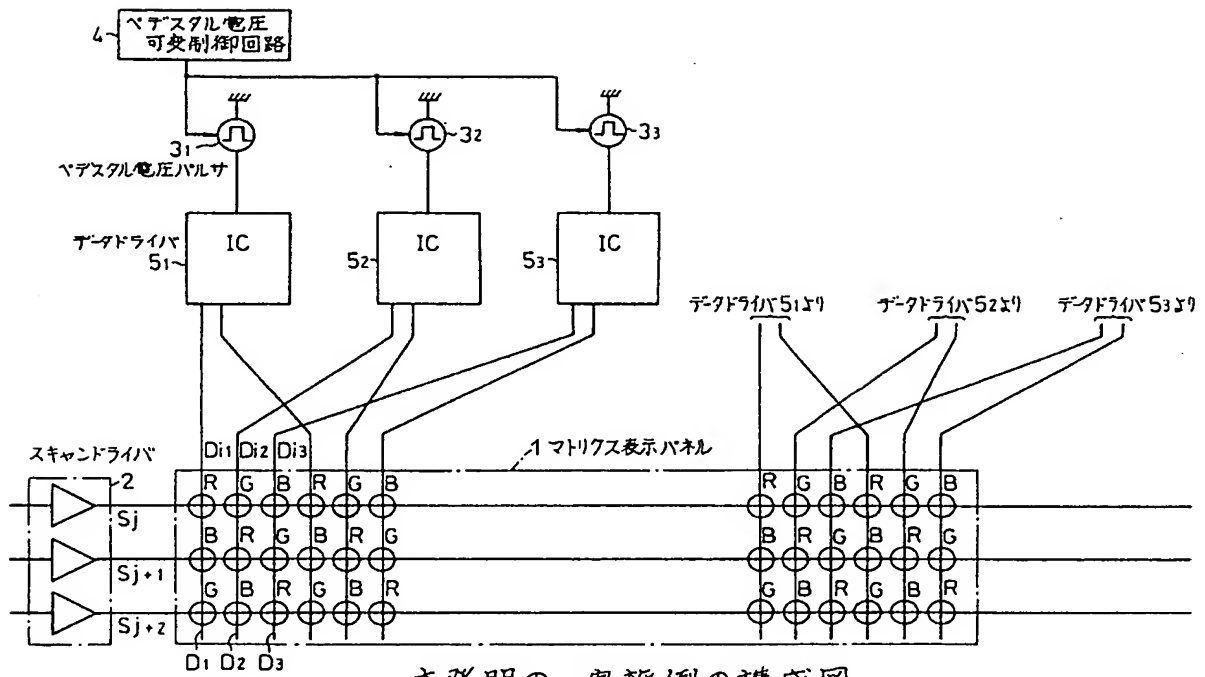 ペデスタル電圧
可変制御回路
4
31
32
33
ペデスタル電圧パルサ
データドライバ
51
IC
52
IC
53
IC
データドライバ51より
データドライバ52より
データドライバ53より
スキャンドライバ
2
Di1 Di2 Di3
1 マトリクス表示パネル
R G B R G B
R G B R G B
Sj
B R G B R G
B R G B R G
Sj+1
G B R G B R
G B R G B R
Sj+2
D1 D2 D3
本発明の一実施例の構成図